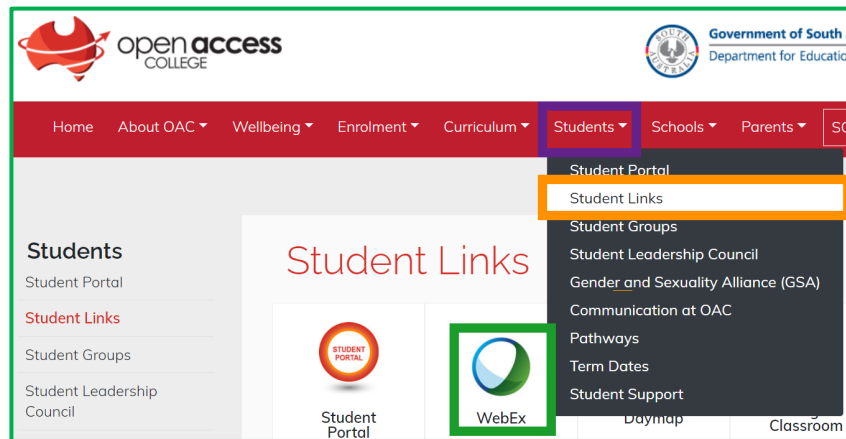 open access
COLLEGE
SOUTH
AUSTRALIA
Government of South
Department for Educatio
Home About OAC Wellbeing Enrolment Curriculum Students Schools Parents
Student Portal
Student Links
Student Groups
Student Leadership Council
Gender and Sexuality Alliance (GSA)
Communication at OAC
Pathways
Term Dates
Student Support
Students
Student Portal
Student Links
Student Groups
Student Leadership
Council
Student Links
STUDENT
PORTAL
Student
Portal
WebEx
Daymap
Classroom